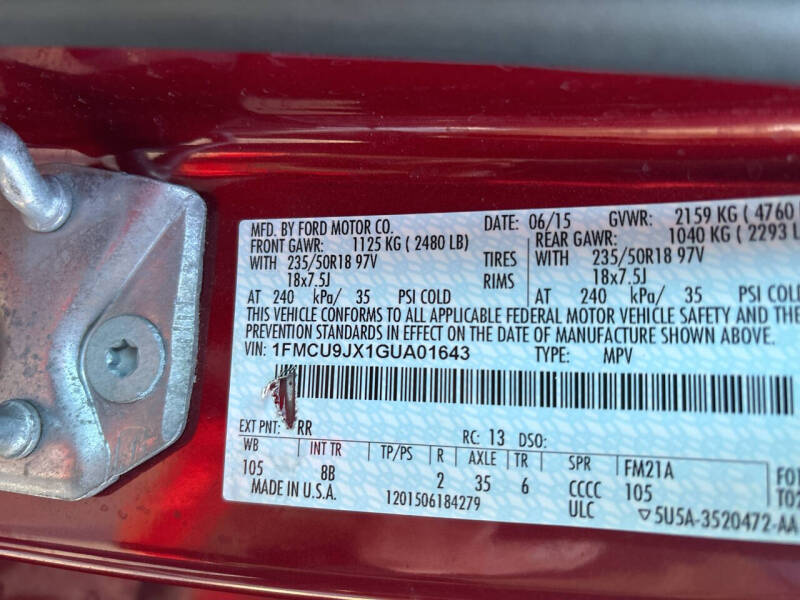 MFD. BY FORD MOTOR CO. DATE: 06/15 GVWR: 2159 KG ( 4760
FRONT GAWR: 1125 KG ( 2480 LB) REAR GAWR: 1040 KG ( 2293 L
WITH 235/50R18 97V TIRES WITH 235/50R18 97V
18x7.5J RIMS 18x7.5J
AT 240 kPa/ 35 PSI COLD AT 240 kPa/ 35 PSI COLD
THIS VEHICLE CONFORMS TO ALL APPLICABLE FEDERAL MOTOR VEHICLE SAFETY AND THE
PREVENTION STANDARDS IN EFFECT ON THE DATE OF MANUFACTURE SHOWN ABOVE.
VIN: 1FMCU9JX1GUA01643 TYPE: MPV
EXT PNT: RR RC: 13 DSO:
WB INT TR TP/PS R AXLE TR SPR FM21A
105 8B 2 35 6 CCCC 105
MADE IN U.S.A. 1201506184279 ULC ▽5U5A-3520472-AA